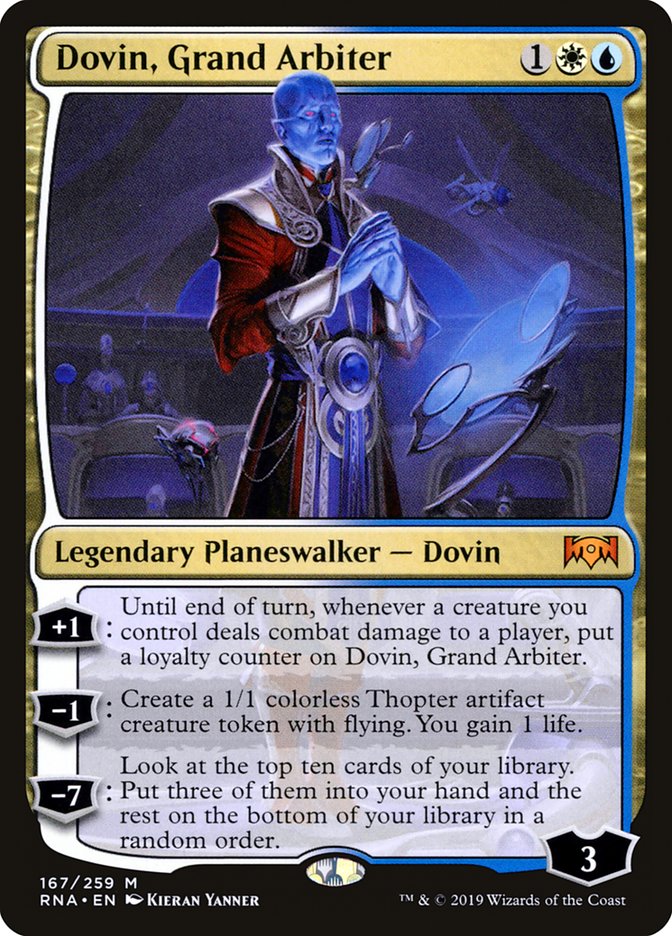 Dovin, Grand Arbiter 1
Legendary Planeswalker — Dovin
+1: Until end of turn, whenever a creature you
control deals combat damage to a player, put
a loyalty counter on Dovin, Grand Arbiter.
−1: Create a 1/1 colorless Thopter artifact
creature token with flying. You gain 1 life.
−7: Look at the top ten cards of your library.
Put three of them into your hand and the
rest on the bottom of your library in a
random order.
3
167/259 M
RNA • EN Kieran Yanner
™ & © 2019 Wizards of the Coast